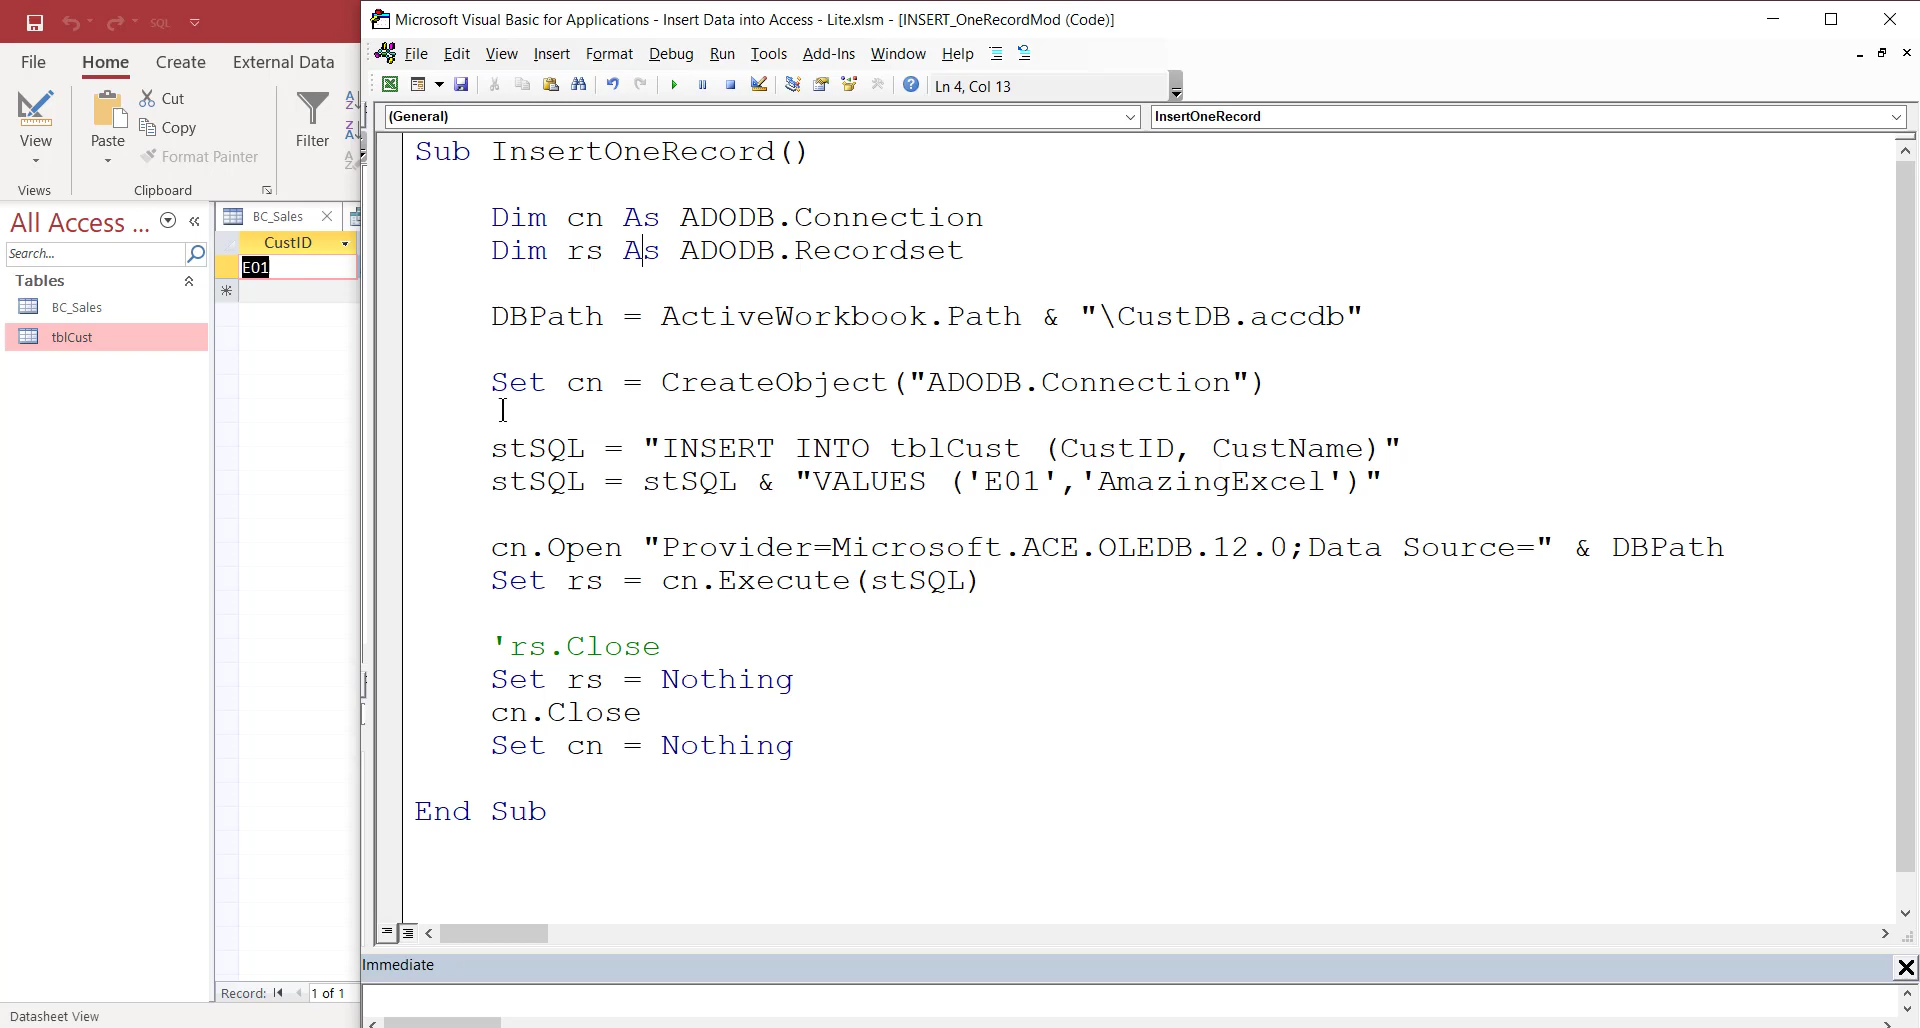 SQL
Microsoft Visual Basic for Applications - Insert Data into Access - Lite.xlsm - [INSERT_OneRecordMod (Code)]
File Home Create External Data
File Edit View Insert Format Debug Run Tools Add-Ins Window Help
Ln 4, Col 13
View
Paste
Cut
Copy
Format Painter
Filter
Views
Clipboard
(General)
InsertOneRecord
All Access ...
Search...
Tables
BC_Sales
tblCust
BC_Sales
CustID
E01
Sub InsertOneRecord()
Dim cn As ADODB.Connection
Dim rs As ADODB.Recordset
DBPath = ActiveWorkbook.Path & "\CustDB.accdb"
Set cn = CreateObject("ADODB.Connection")
stSQL = "INSERT INTO tblCust (CustID, CustName)"
stSQL = stSQL & "VALUES ('E01','AmazingExcel')"
cn.Open "Provider=Microsoft.ACE.OLEDB.12.0;Data Source=" & DBPath
Set rs = cn.Execute(stSQL)
'rs.Close
Set rs = Nothing
cn.Close
Set cn = Nothing
End Sub
Immediate
Record: 1 of 1
Datasheet View